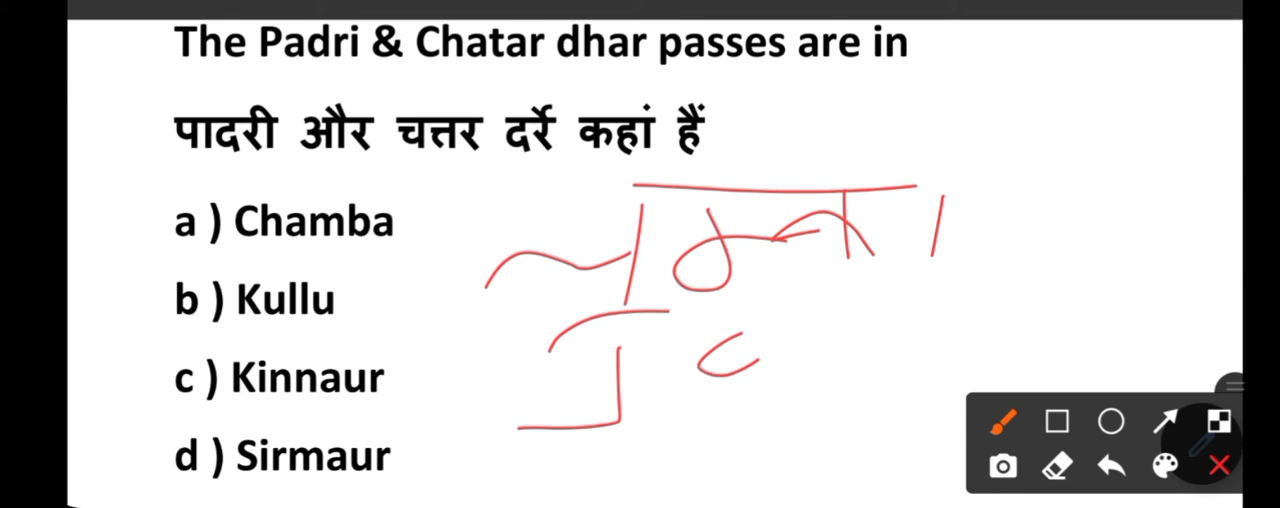 The Padri & Chatar dhar passes are in
पादरी और चत्तर दर्रे कहां हैं
a ) Chamba
b ) Kullu
c ) Kinnaur
d ) Sirmaur